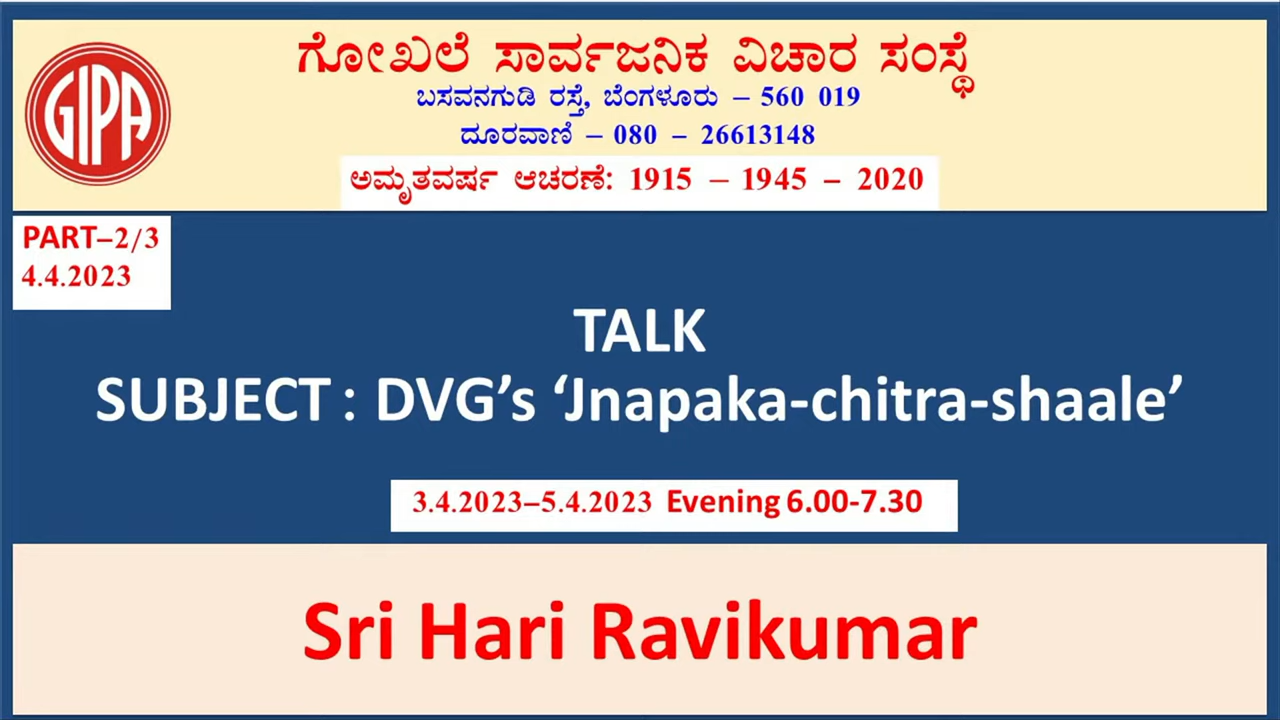 GIPA
ಗೋಖಲೆ ಸಾರ್ವಜನಿಕ ವಿಚಾರ ಸಂಸ್ಥೆ
ಬಸವನಗುಡಿ ರಸ್ತೆ, ಬೆಂಗಳೂರು – 560 019
ದೂರವಾಣಿ – 080 – 26613148
ಅಮೃತವರ್ಷ ಆಚರಣೆ: 1915 – 1945 – 2020
PART–2/3
4.4.2023
TALK
SUBJECT : DVG’s ‘Jnapaka-chitra-shaale’
3.4.2023–5.4.2023 Evening 6.00-7.30
Sri Hari Ravikumar